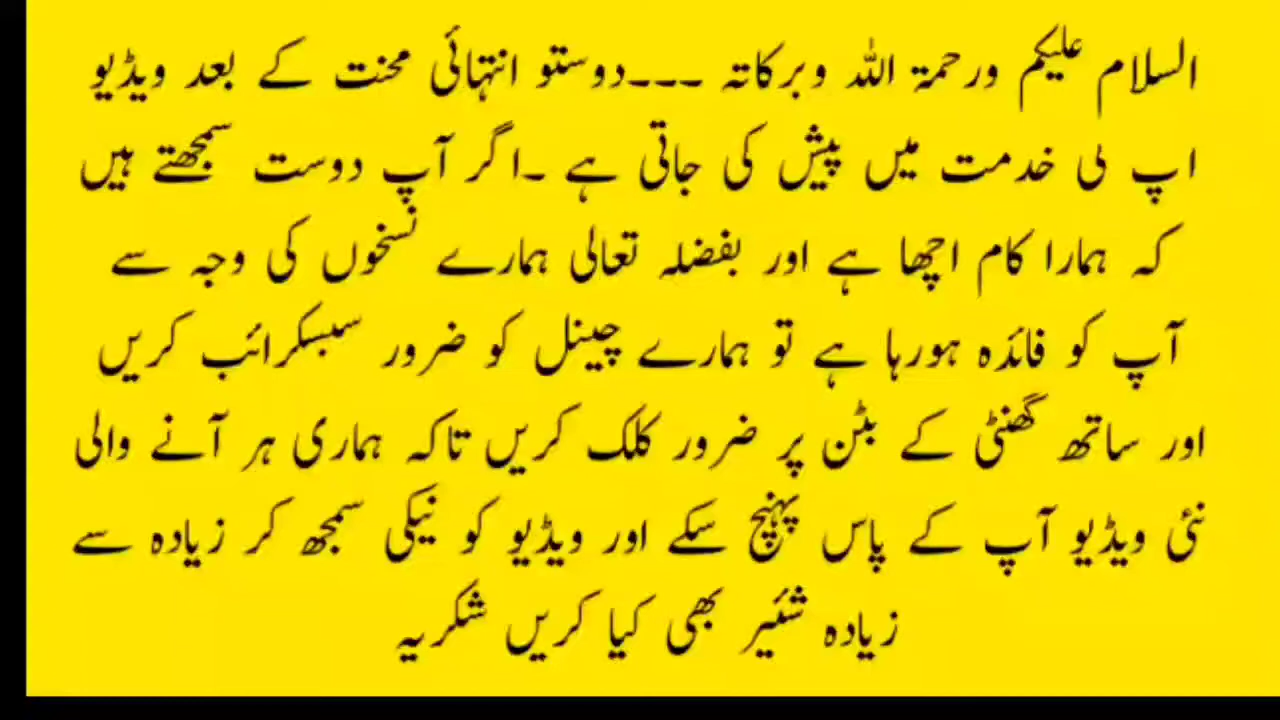 السلام علیکم ورحمۃ اللہ وبرکاتہ ۔۔۔دوستو انتہائی محنت کے بعد ویڈیو
اپ لی خدمت میں پیش کی جاتی ہے ۔اگر آپ دوست سمجھتے ہیں
کہ ہمارا کام اچھا ہے اور بفضلہ تعالی ہمارے نسخوں کی وجہ سے
آپ کو فائدہ ہورہا ہے تو ہمارے چینل کو ضرور سبسکرائب کریں
اور ساتھ گھنٹی کے بٹن پر ضرور کلک کریں تاکہ ہماری ہر آنے والی
نئی ویڈیو آپ کے پاس پہنچ سکے اور ویڈیو کو نیکی سمجھ کر زیادہ سے
زیادہ شئیر بھی کیا کریں شکریہ